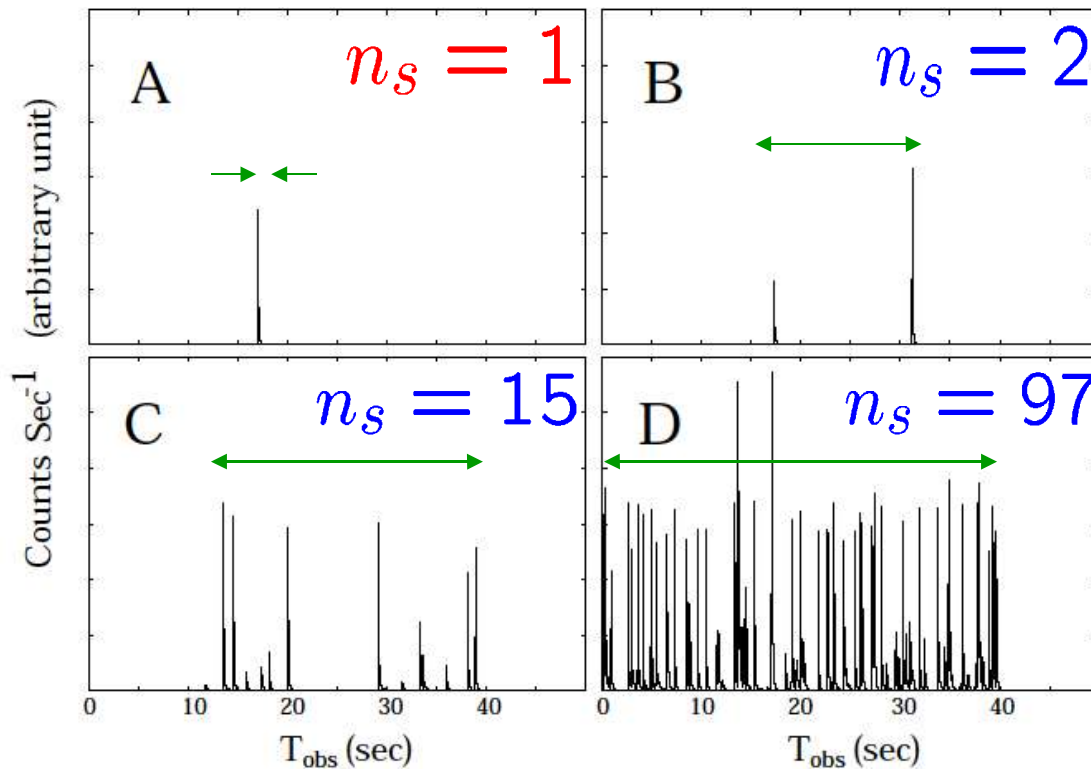 A
n_s = 1
B
n_s = 2
C
n_s = 15
D
n_s = 97
Counts Sec⁻¹ (arbitrary unit)
0 10 20 30 40
0 10 20 30 40
T_obs (sec)
T_obs (sec)